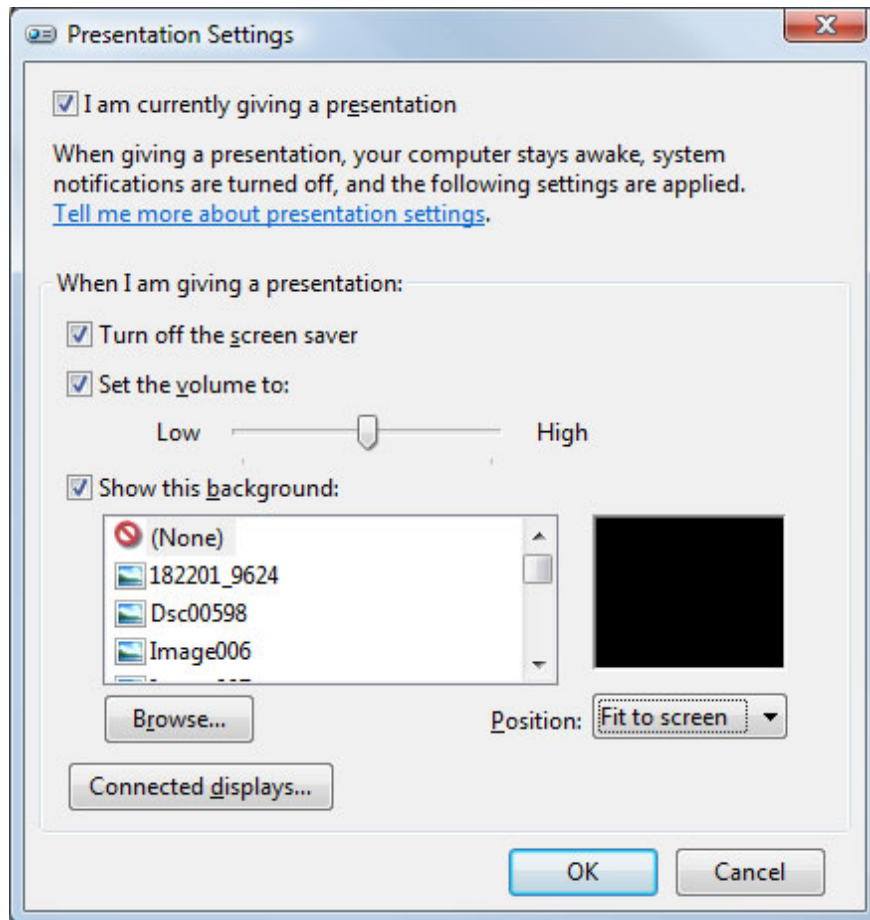 Presentation Settings
I am currently giving a presentation
When giving a presentation, your computer stays awake, system
notifications are turned off, and the following settings are applied.
Tell me more about presentation settings.
When I am giving a presentation:
Turn off the screen saver
Set the volume to:
Low High
Show this background:
(None)
182201_9624
Dsc00598
Image006
Browse...
Position: Fit to screen
Connected displays...
OK Cancel